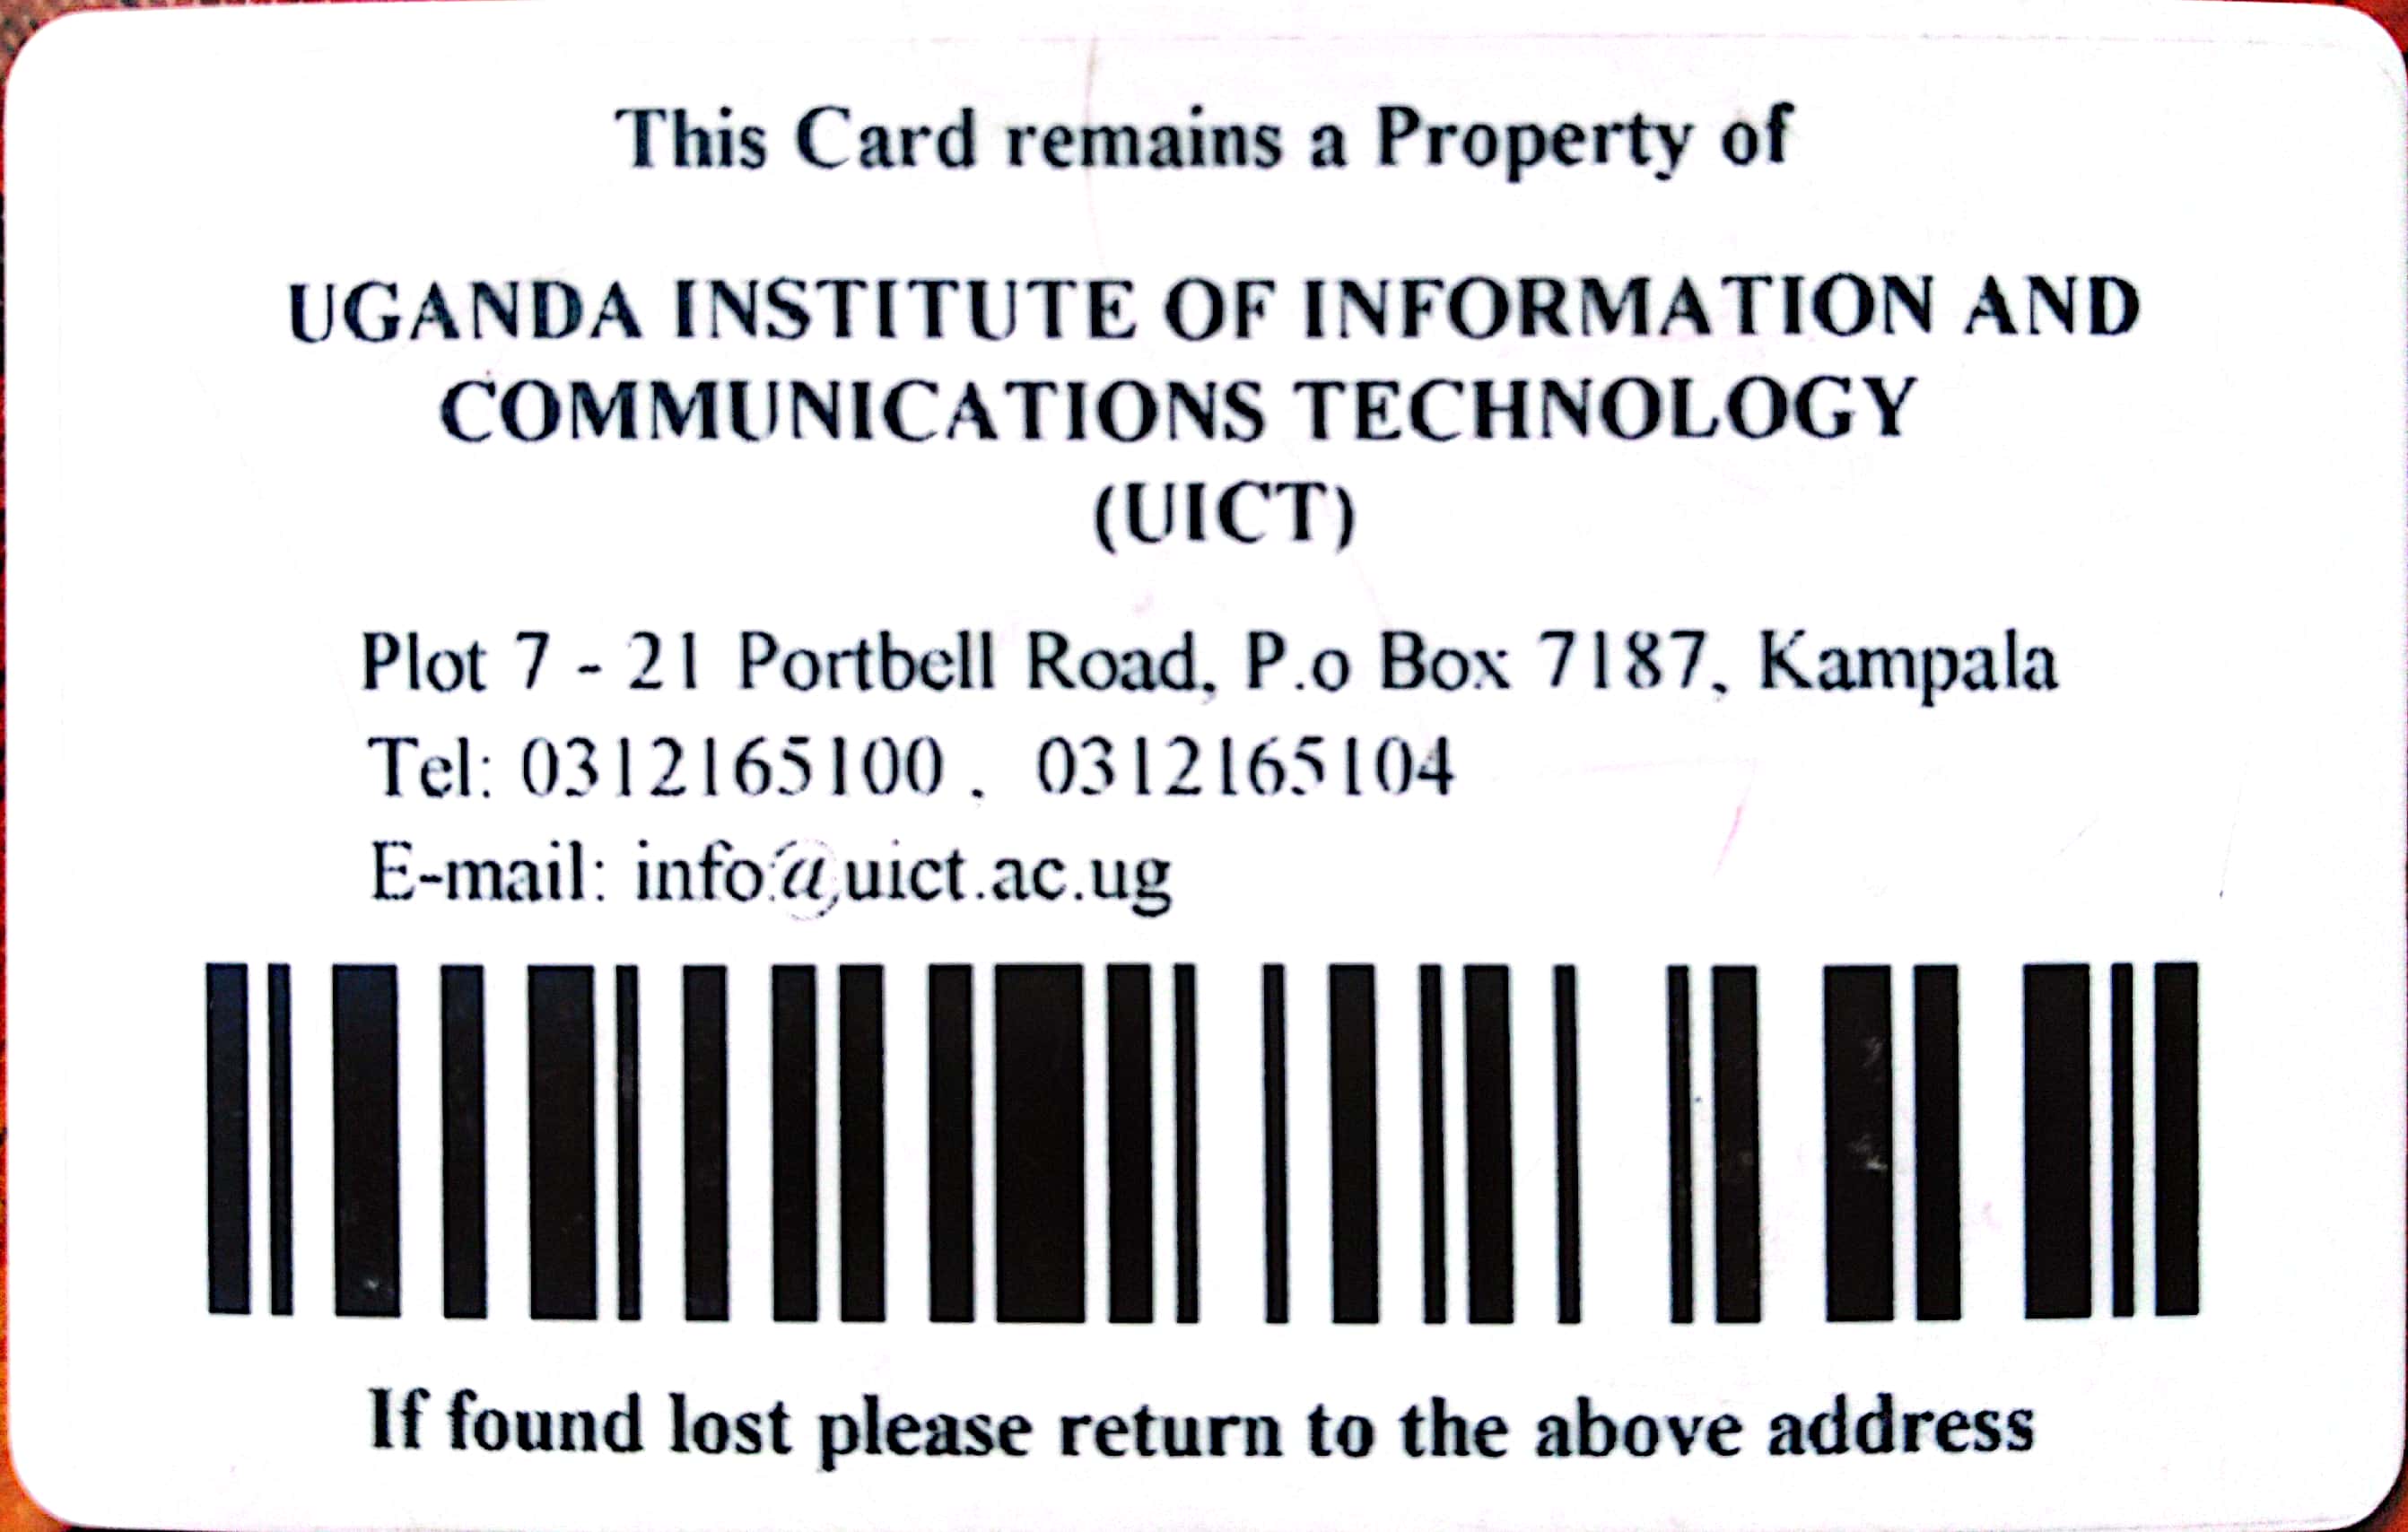 This Card remains a Property of
UGANDA INSTITUTE OF INFORMATION AND
COMMUNICATIONS TECHNOLOGY
(UICT)
Plot 7 - 21 Portbell Road, P.o Box 7187, Kampala
Tel: 0312165100 , 0312165104
E-mail: info@uict.ac.ug
If found lost please return to the above address